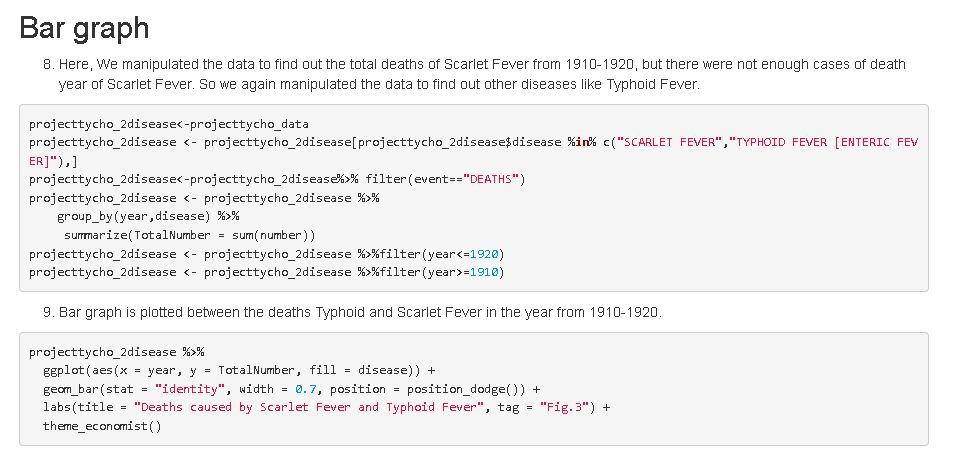 Bar graph
8. Here, We manipulated the data to find out the total deaths of Scarlet Fever from 1910-1920, but there were not enough cases of death
year of Scarlet Fever. So we again manipulated the data to find out other diseases like Typhoid Fever.
projecttycho_2disease<-projecttycho_data
projecttycho_2disease <- projecttycho_2disease[projecttycho_2disease$disease %in% c("SCARLET FEVER","TYPHOID FEVER [ENTERIC FEV
ER]"),]
projecttycho_2disease<-projecttycho_2disease%>% filter(event=="DEATHS")
projecttycho_2disease <- projecttycho_2disease %>%
    group_by(year,disease) %>%
     summarize(TotalNumber = sum(number))
projecttycho_2disease <- projecttycho_2disease %>%filter(year<=1920)
projecttycho_2disease <- projecttycho_2disease %>%filter(year>=1910)
9. Bar graph is plotted between the deaths Typhoid and Scarlet Fever in the year from 1910-1920.
projecttycho_2disease %>%
  ggplot(aes(x = year, y = TotalNumber, fill = disease)) +
  geom_bar(stat = "identity", width = 0.7, position = position_dodge()) +
  labs(title = "Deaths caused by Scarlet Fever and Typhoid Fever", tag = "Fig.3") +
  theme_economist()